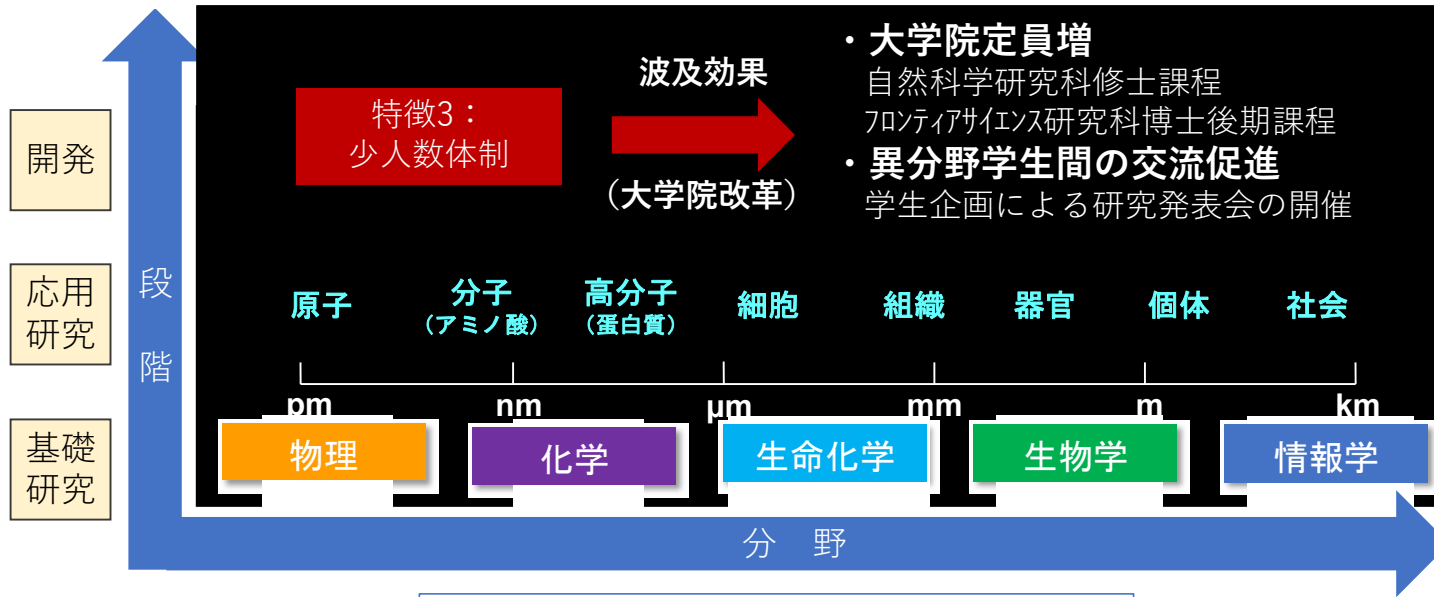 ・大学院定員増
自然科学研究科修士課程
フロンティアサイエンス研究科博士後期課程
・異分野学生間の交流促進
学生企画による研究発表会の開催
波及効果
（大学院改革）
特徴3：
少人数体制
開発
応用
研究
基礎
研究
段
階
原子
分子
（アミノ酸）
高分子
（蛋白質）
細胞
組織
器官
個体
社会
pm
nm
μm
mm
m
km
物理
化学
生命化学
生物学
情報学
分 野